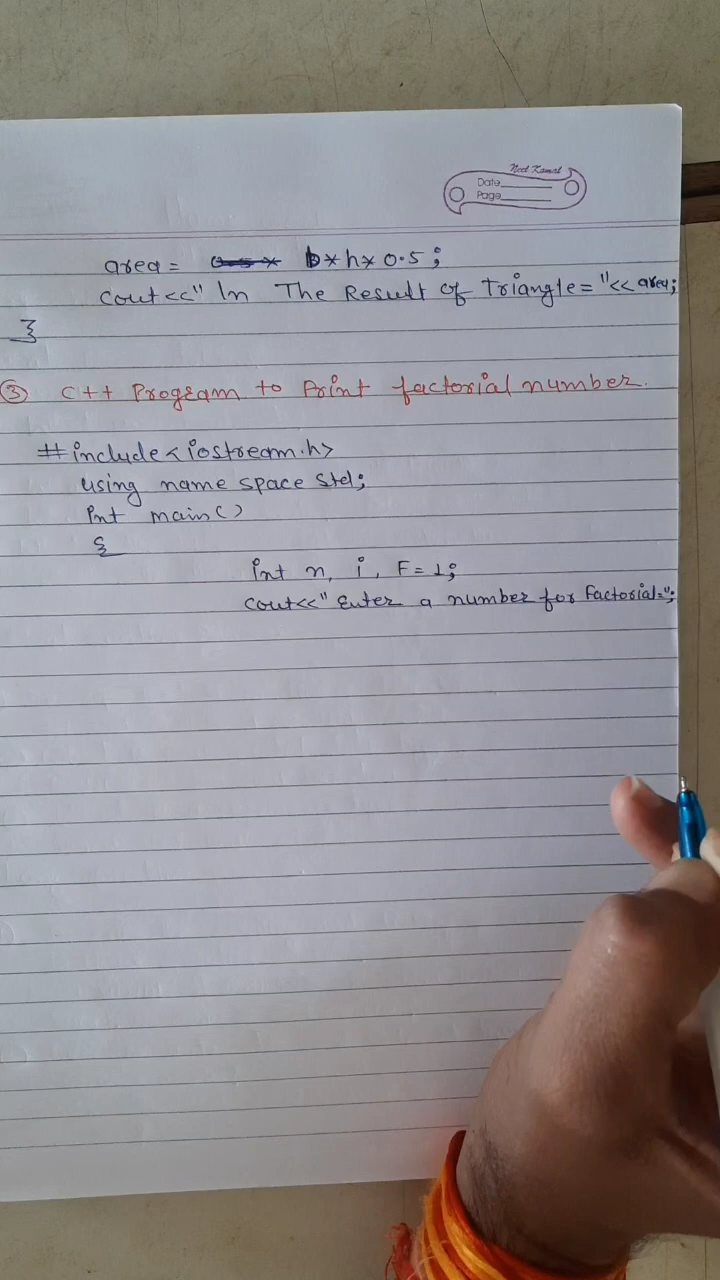 Neel Kamal
Date
Page
area = b*h*0.5;
cout<<"\n The Result of Triangle="<<area;
}
③ C++ Program to Print factorial number.
#include<iostream.h>
using name space std;
int main()
{
int n, i, F=1;
cout<<"Enter a number for Factorial=";